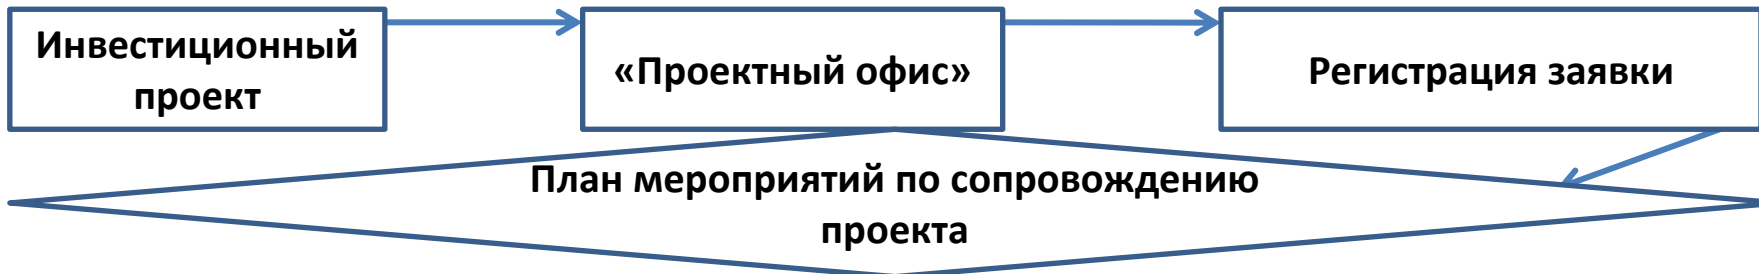 Инвестиционный
проект
«Проектный офис»
Регистрация заявки
План мероприятий по сопровождению
проекта